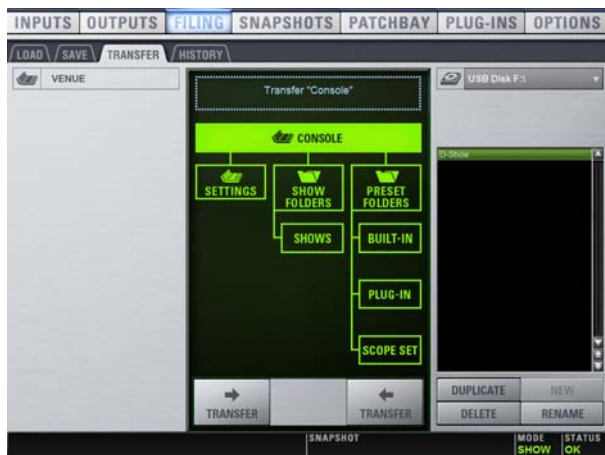 INPUTS OUTPUTS FILING SNAPSHOTS PATCHBAY PLUG-INS OPTIONS
LOAD SAVE TRANSFER HISTORY
VENUE
Transfer "Console"
USB Disk F:\
CONSOLE
D-Show
SETTINGS
SHOW
FOLDERS
PRESET
FOLDERS
SHOWS
BUILT-IN
PLUG-IN
SCOPE SET
TRANSFER
TRANSFER
DUPLICATE NEW
DELETE RENAME
SNAPSHOT
MODE
SHOW
STATUS
OK